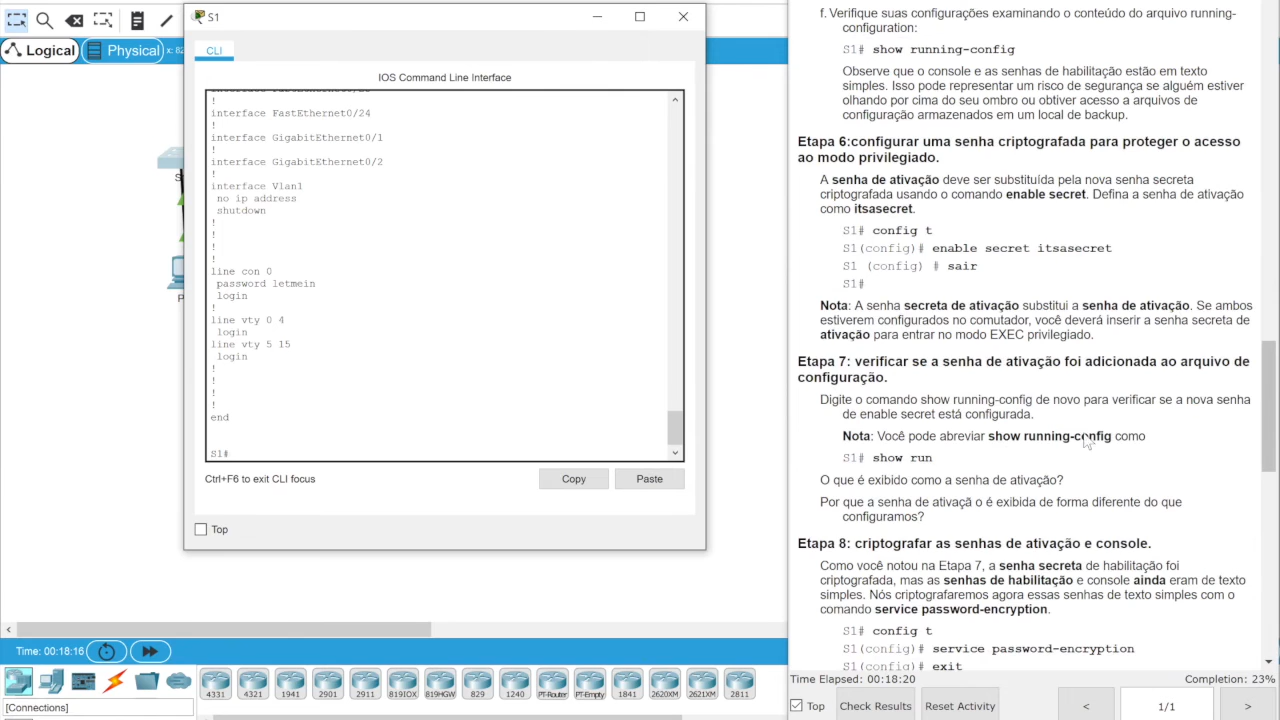 S1
Logical
Physical
x: 82
CLI
IOS Command Line Interface
!
interface FastEthernet0/24
!
interface GigabitEthernet0/1
!
interface GigabitEthernet0/2
!
interface Vlan1
no ip address
shutdown
!
!
!
!
line con 0
password letmein
login
!
line vty 0 4
login
line vty 5 15
login
!
!
!
!
end
S1#
Ctrl+F6 to exit CLI focus
Copy
Paste
Top
Time: 00:18:16
4331
4321
1941
2901
2911
819IOX
819HGW
829
1240
PT-Router
PT-Empty
1841
2620XM
2621XM
2811
[Connections]
f. Verifique suas configurações examinando o conteúdo do arquivo running-
configuration:
S1# show running-config
Observe que o console e as senhas de habilitação estão em texto
simples. Isso pode representar um risco de segurança se alguém estiver
olhando por cima do seu ombro ou obtiver acesso a arquivos de
configuração armazenados em um local de backup.
Etapa 6:configurar uma senha criptografada para proteger o acesso
ao modo privilegiado.
A senha de ativação deve ser substituída pela nova senha secreta
criptografada usando o comando enable secret. Defina a senha de ativação
como itsasecret.
S1# config t
S1(config)# enable secret itsasecret
S1 (config) # sair
S1#
Nota: A senha secreta de ativação substitui a senha de ativação. Se ambos
estiverem configurados no comutador, você deverá inserir a senha secreta de
ativação para entrar no modo EXEC privilegiado.
Etapa 7: verificar se a senha de ativação foi adicionada ao arquivo de
configuração.
Digite o comando show running-config de novo para verificar se a nova senha
de enable secret está configurada.
Nota: Você pode abreviar show running-config como
S1# show run
O que é exibido como a senha de ativação?
Por que a senha de ativaçã o é exibida de forma diferente do que
configuramos?
Etapa 8: criptografar as senhas de ativação e console.
Como você notou na Etapa 7, a senha secreta de habilitação foi
criptografada, mas as senhas de habilitação e console ainda eram de texto
simples. Nós criptografaremos agora essas senhas de texto simples com o
comando service password-encryption.
S1# config t
S1(config)# service password-encryption
S1(config)# exit
Time Elapsed: 00:18:20
Completion: 23%
Top
Check Results
Reset Activity
<
1/1
>